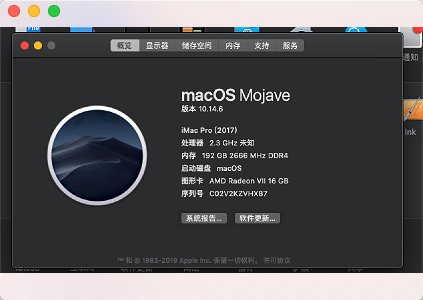 概览 显示器 储存空间 内存 支持 服务
通知
macOS Mojave
版本 10.14.6
Ink
iMac Pro (2017)
处理器 2.3 GHz 未知
内存 192 GB 2666 MHz DDR4
启动磁盘 macOS
图形卡 AMD Radeon VII 16 GB
序列号 C02V2KZVHX87
系统报告... 软件更新...
™ 和 © 1983-2019 Apple Inc. 保留一切权利。 许可协议